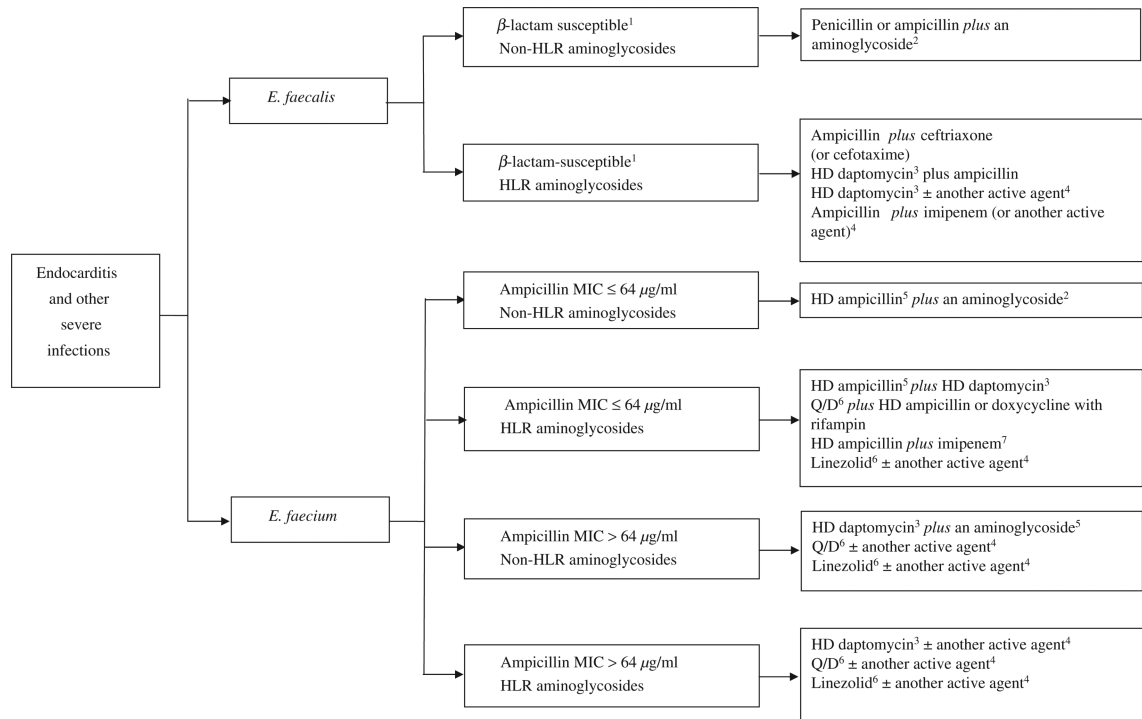 β-lactam susceptible¹
Non-HLR aminoglycosides
Penicillin or ampicillin plus an
aminoglycoside²
E. faecalis
β-lactam-susceptible¹
HLR aminoglycosides
Ampicillin plus ceftriaxone
(or cefotaxime)
HD daptomycin³ plus ampicillin
HD daptomycin³ ± another active agent⁴
Ampicillin plus imipenem (or another active
agent)⁴
Endocarditis
and other
severe
infections
Ampicillin MIC ≤ 64 µg/ml
Non-HLR aminoglycosides
HD ampicillin⁵ plus an aminoglycoside²
Ampicillin MIC ≤ 64 µg/ml
HLR aminoglycosides
HD ampicillin⁵ plus HD daptomycin³
Q/D⁶ plus HD ampicillin or doxycycline with
rifampin
HD ampicillin plus imipenem⁷
Linezolid⁶ ± another active agent⁴
E. faecium
Ampicillin MIC > 64 µg/ml
Non-HLR aminoglycosides
HD daptomycin³ plus an aminoglycoside⁵
Q/D⁶ ± another active agent⁴
Linezolid⁶ ± another active agent⁴
Ampicillin MIC > 64 µg/ml
HLR aminoglycosides
HD daptomycin³ ± another active agent⁴
Q/D⁶ ± another active agent⁴
Linezolid⁶ ± another active agent⁴